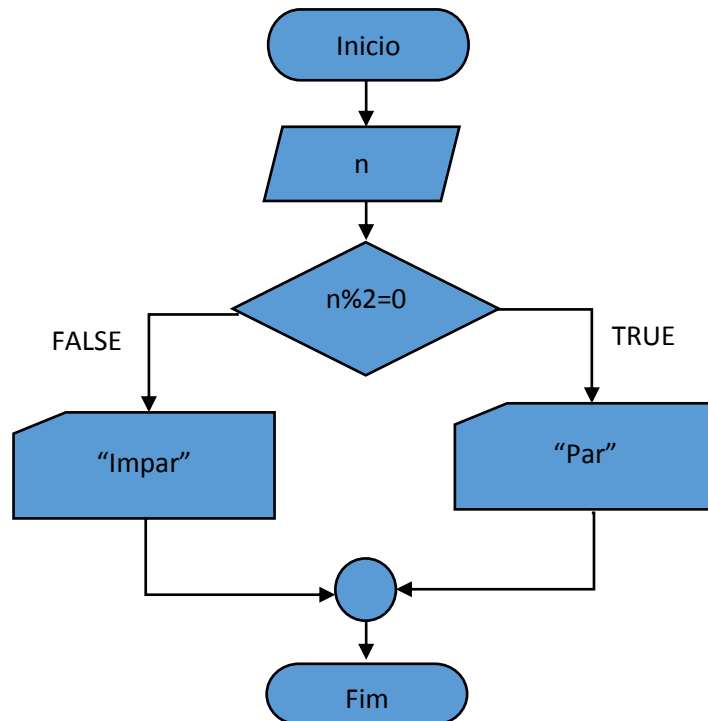 Inicio
n
n%2=0
FALSE
TRUE
“Impar”
“Par”
Fim